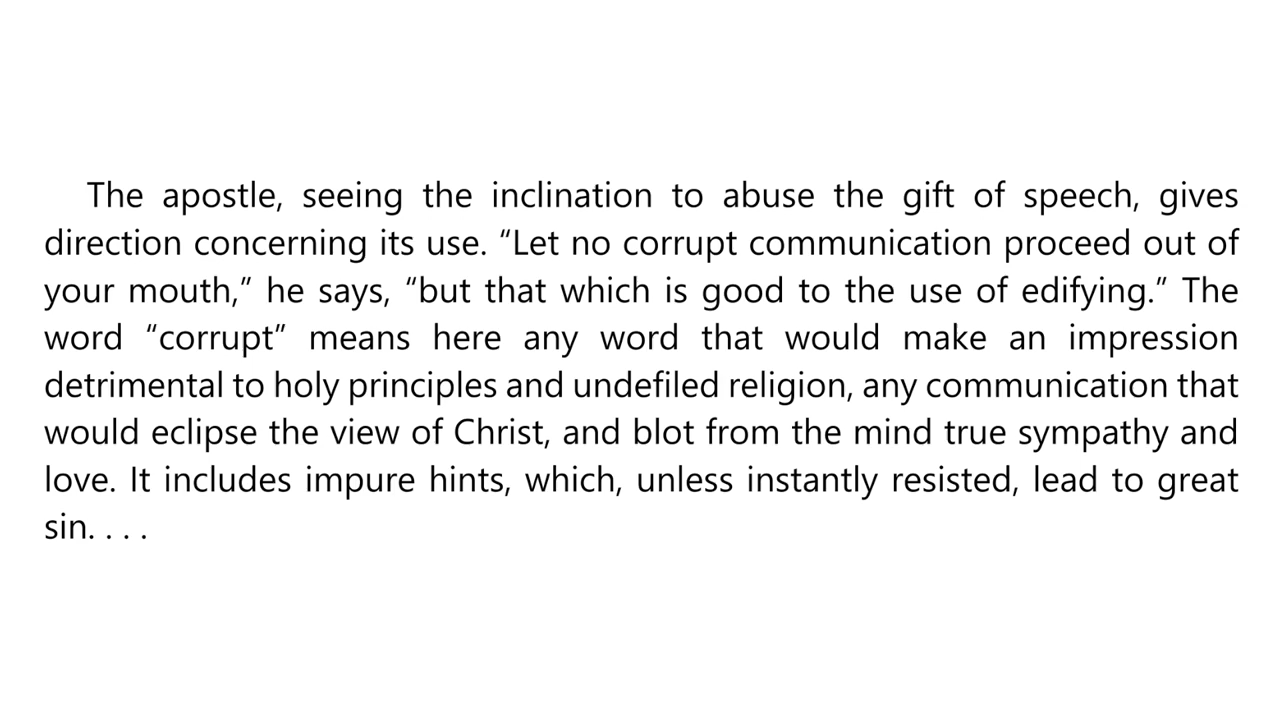 The apostle, seeing the inclination to abuse the gift of speech, gives
direction concerning its use. “Let no corrupt communication proceed out of
your mouth,” he says, “but that which is good to the use of edifying.” The
word “corrupt” means here any word that would make an impression
detrimental to holy principles and undefiled religion, any communication that
would eclipse the view of Christ, and blot from the mind true sympathy and
love. It includes impure hints, which, unless instantly resisted, lead to great
sin. . . .